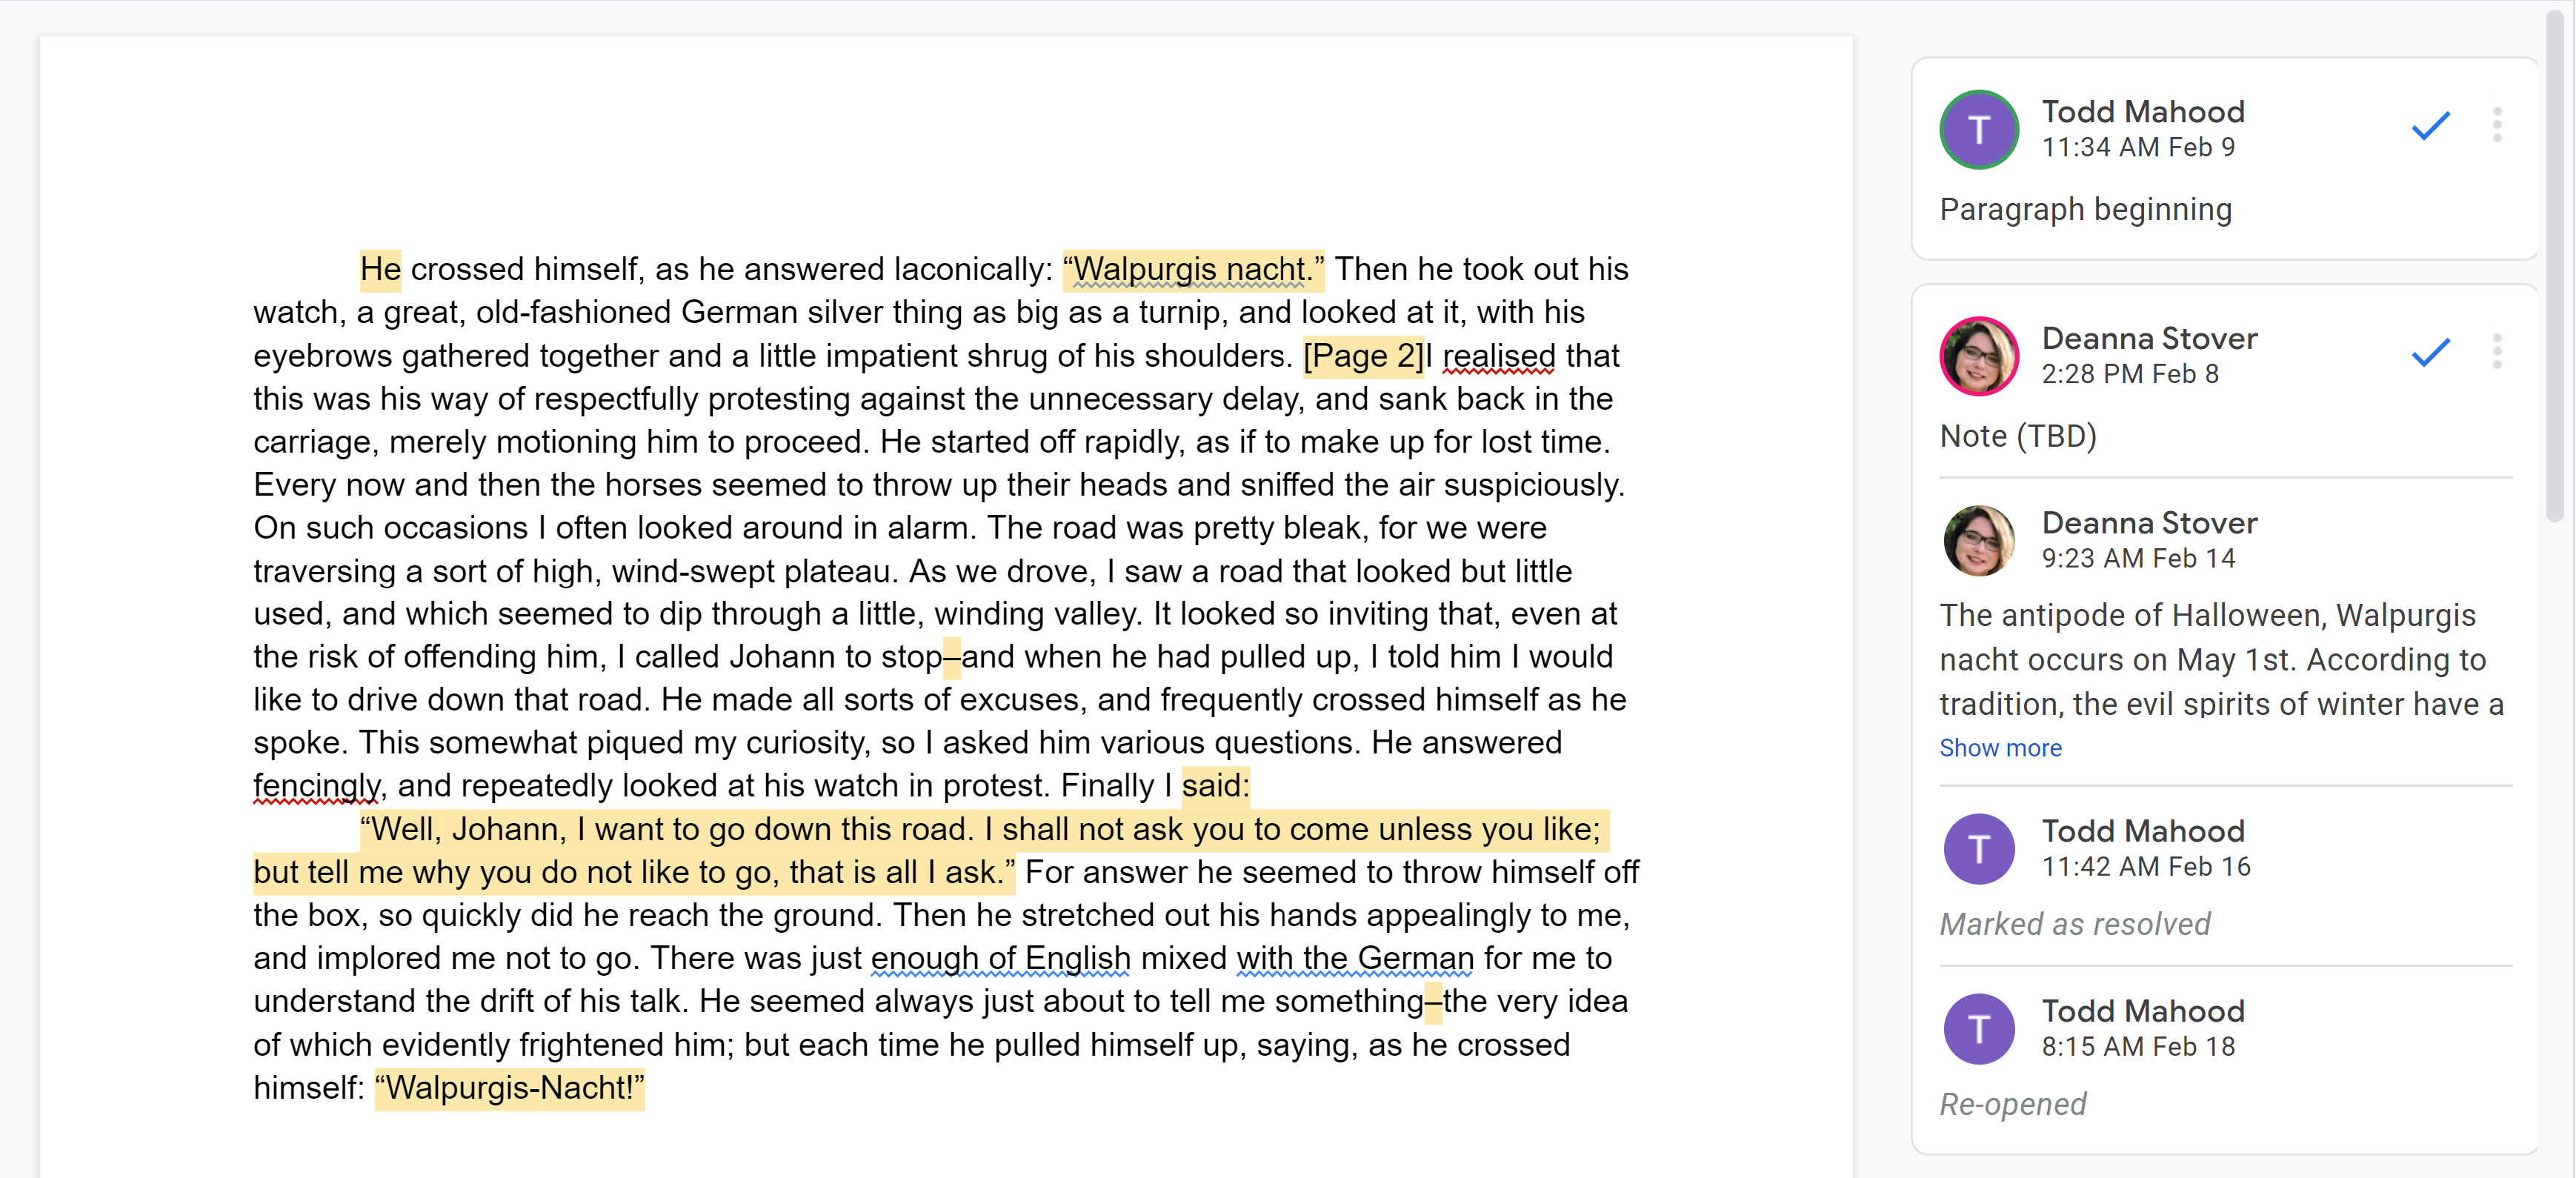 He crossed himself, as he answered laconically: “Walpurgis nacht.” Then he took out his
watch, a great, old-fashioned German silver thing as big as a turnip, and looked at it, with his
eyebrows gathered together and a little impatient shrug of his shoulders. [Page 2]I realised that
this was his way of respectfully protesting against the unnecessary delay, and sank back in the
carriage, merely motioning him to proceed. He started off rapidly, as if to make up for lost time.
Every now and then the horses seemed to throw up their heads and sniffed the air suspiciously.
On such occasions I often looked around in alarm. The road was pretty bleak, for we were
traversing a sort of high, wind-swept plateau. As we drove, I saw a road that looked but little
used, and which seemed to dip through a little, winding valley. It looked so inviting that, even at
the risk of offending him, I called Johann to stop–and when he had pulled up, I told him I would
like to drive down that road. He made all sorts of excuses, and frequently crossed himself as he
spoke. This somewhat piqued my curiosity, so I asked him various questions. He answered
fencingly, and repeatedly looked at his watch in protest. Finally I said:
“Well, Johann, I want to go down this road. I shall not ask you to come unless you like;
but tell me why you do not like to go, that is all I ask.” For answer he seemed to throw himself off
the box, so quickly did he reach the ground. Then he stretched out his hands appealingly to me,
and implored me not to go. There was just enough of English mixed with the German for me to
understand the drift of his talk. He seemed always just about to tell me something–the very idea
of which evidently frightened him; but each time he pulled himself up, saying, as he crossed
himself: “Walpurgis-Nacht!”
T
Todd Mahood
11:34 AM Feb 9
Paragraph beginning
Deanna Stover
2:28 PM Feb 8
Note (TBD)
Deanna Stover
9:23 AM Feb 14
The antipode of Halloween, Walpurgis
nacht occurs on May 1st. According to
tradition, the evil spirits of winter have a
Show more
T
Todd Mahood
11:42 AM Feb 16
Marked as resolved
T
Todd Mahood
8:15 AM Feb 18
Re-opened